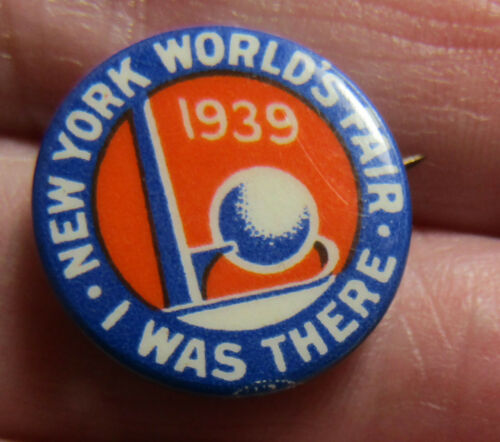 NEW YORK WORLD'S FAIR
1939
· I WAS THERE ·